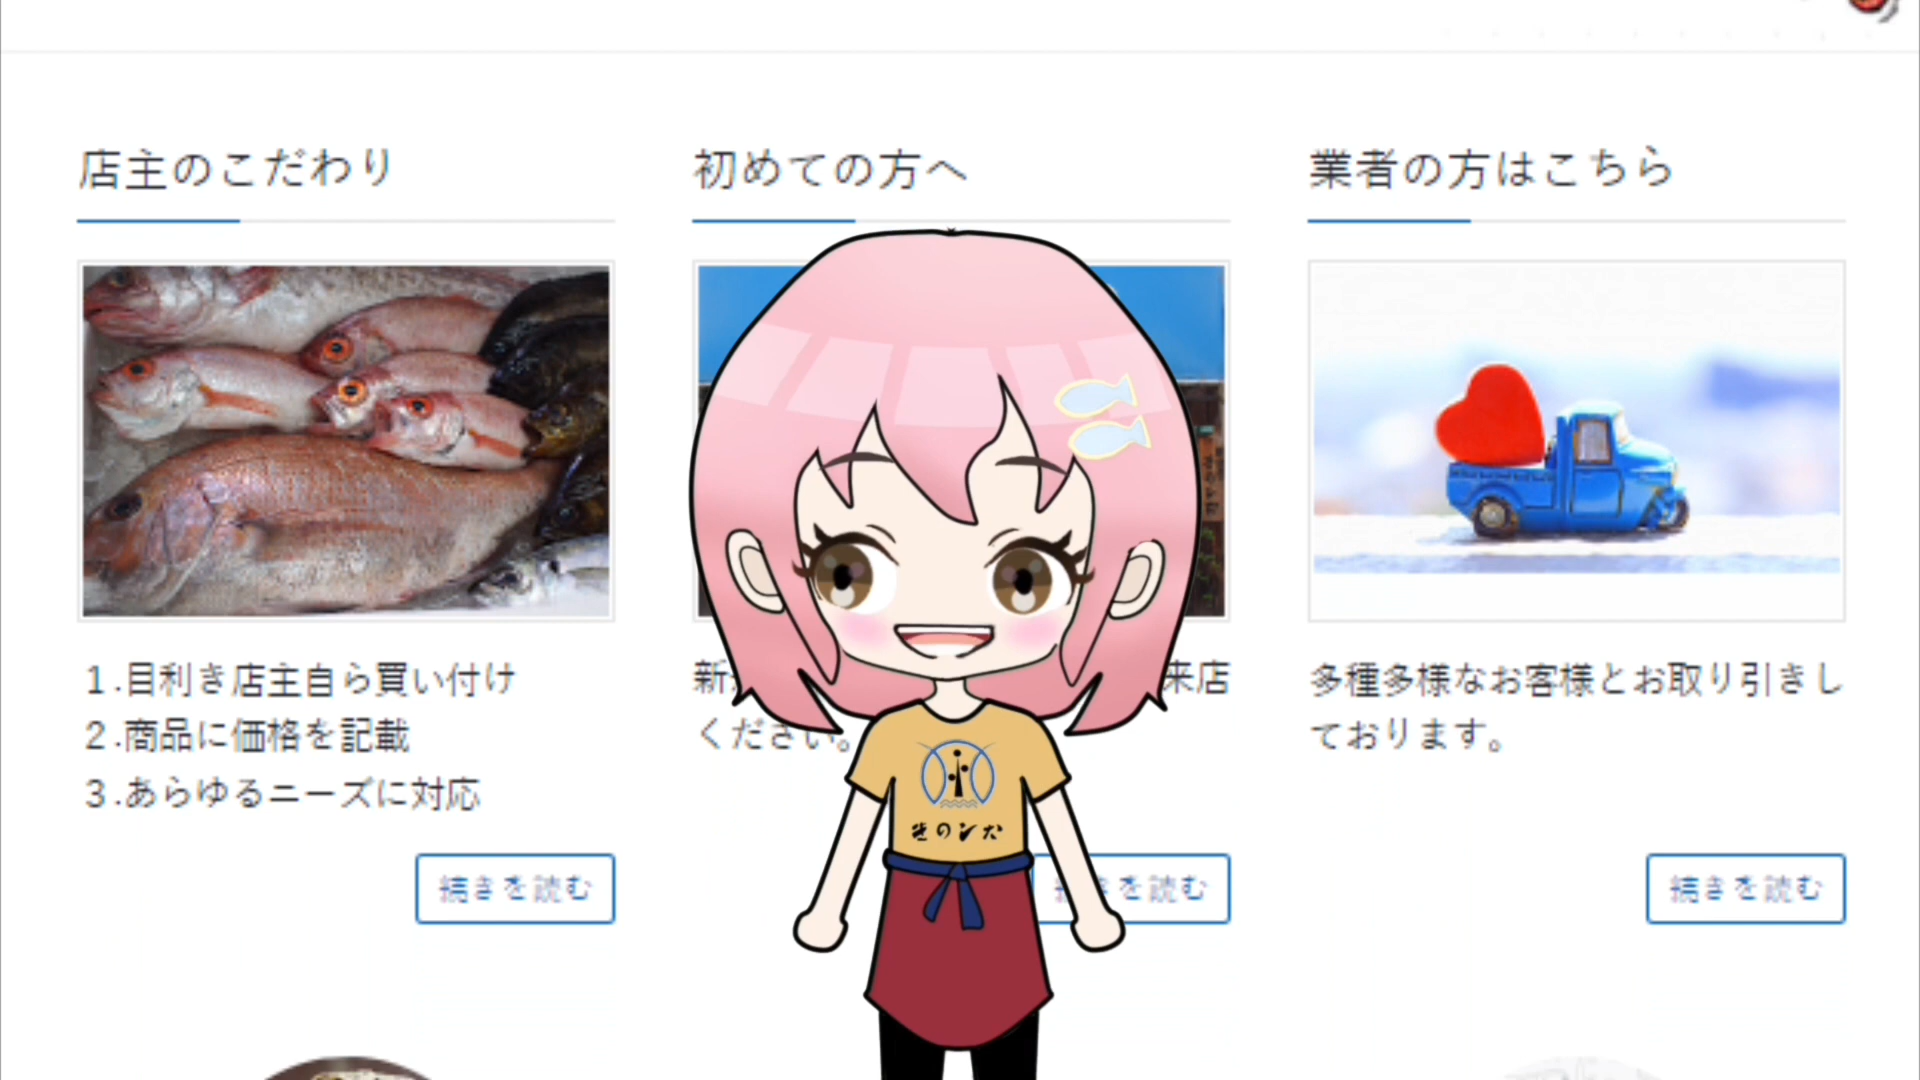 店主のこだわり
初めての方へ
業者の方はこちら
1.目利き店主自ら買い付け
2.商品に価格を記載
3.あらゆるニーズに対応
続きを読む
新
来店
ください。
きを読む
多種多様なお客様とお取り引きし
ております。
続きを読む